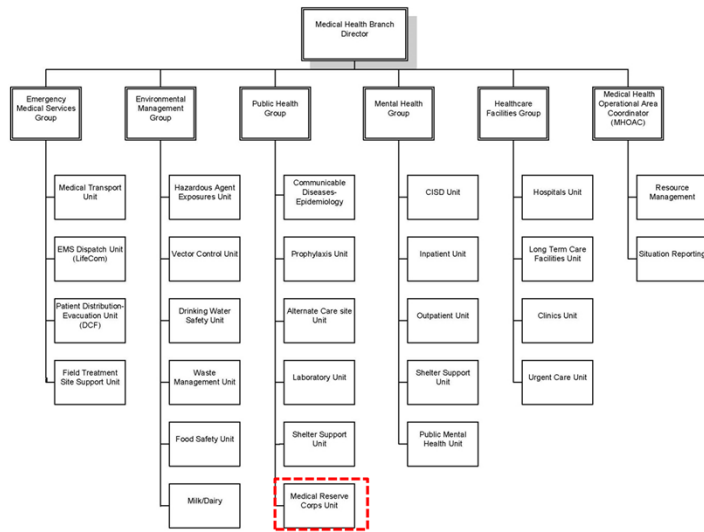 Medical Health Branch
Director
Emergency
Medical Services
Group
Environmental
Management
Group
Public Health
Group
Mental Health
Group
Healthcare
Facilities Group
Medical Health
Operational Area
Coordinator
(MHOAC)
Medical Transport
Unit
EMS Dispatch Unit
(LifeCom)
Patient Distribution-
Evacuation Unit
(DCF)
Field Treatment
Site Support Unit
Hazardous Agent
Exposures Unit
Vector Control Unit
Drinking Water
Safety Unit
Waste
Management Unit
Food Safety Unit
Milk/Dairy
Communicable
Diseases-
Epidemiology
Prophylaxis Unit
Alternate Care site
Unit
Laboratory Unit
Shelter Support
Unit
Medical Reserve
Corps Unit
CISD Unit
Inpatient Unit
Outpatient Unit
Shelter Support
Unit
Public Mental
Health Unit
Hospitals Unit
Long Term Care
Facilities Unit
Clinics Unit
Urgent Care Unit
Resource
Management
Situation Reporting